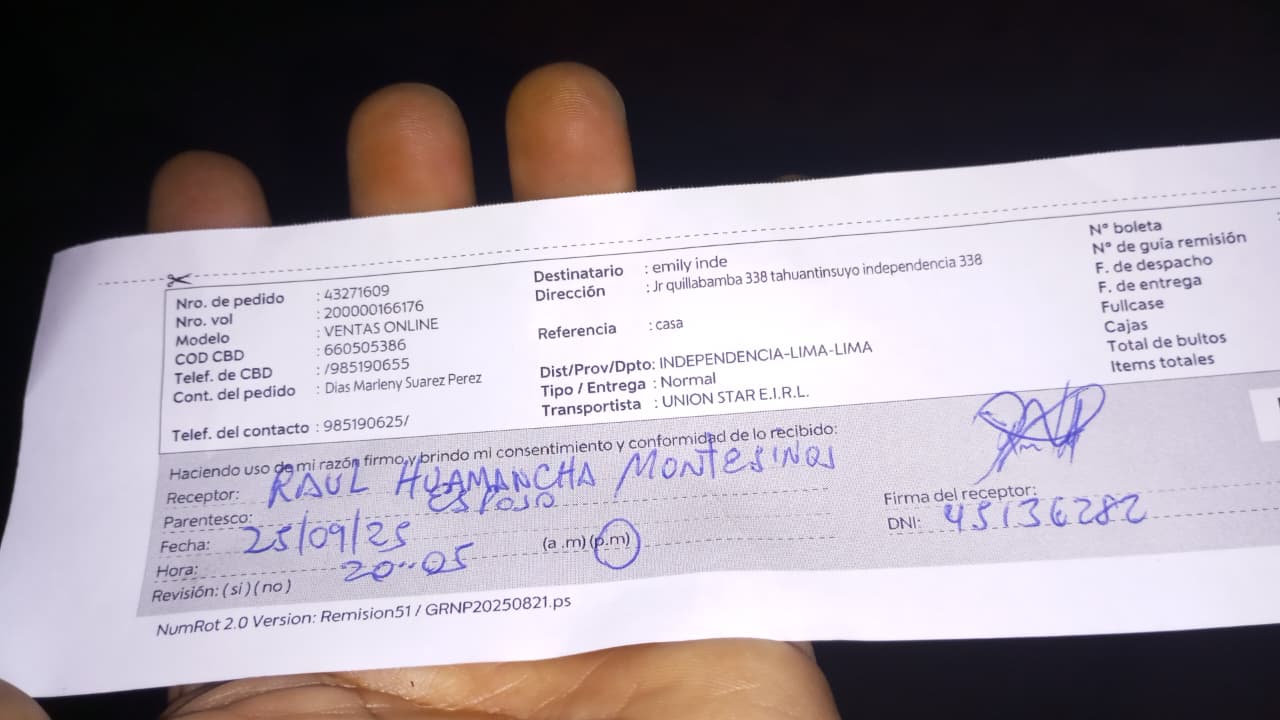 Nro. de pedido : 43271609
Nro. vol : 200000166176
Modelo : VENTAS ONLINE
COD CBD : 660505386
Telef. de CBD : /985190655
Cont. del pedido : Dias Marleny Suarez Perez
Telef. del contacto : 985190625/
Destinatario : emily inde
Dirección : Jr quillabamba 338 tahuantinsuyo independencia 338
Referencia : casa
Dist/Prov/Dpto: INDEPENDENCIA-LIMA-LIMA
Tipo / Entrega : Normal
Transportista : UNION STAR E.I.R.L.
N° boleta
N° de guía remisión
F. de despacho
F. de entrega
Fullcase
Cajas
Total de bultos
Items totales
Haciendo uso de mi razón firmo y brindo mi consentimiento y conformidad de lo recibido:
Receptor: RAUL HUAMANCHA MONTESINOS
Parentesco: ESPOSO
Fecha: 25/09/25
Hora: 20:05 (a .m) (p.m)
Revisión: ( si ) ( no )
Firma del receptor:
DNI: 45136282
NumRot 2.0 Version: Remision51 / GRNP20250821.ps